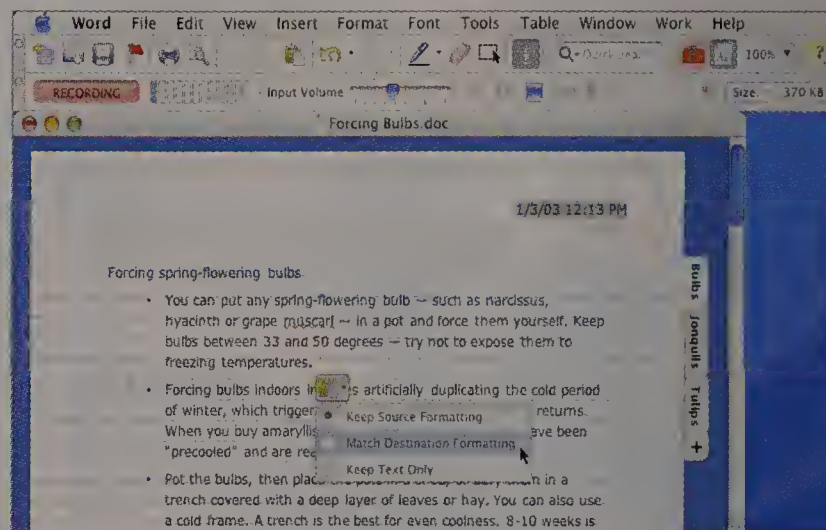 Word File Edit View Insert Format Font Tools Table Window Work Help
100%
RECORDING Input Volume Size: 370 KB
Forcing Bulbs.doc
1/3/03 12:13 PM
Forcing spring-flowering bulbs
• You can put any spring-flowering bulb — such as narcissus,
hyacinth or grape muscari — in a pot and force them yourself. Keep
bulbs between 33 and 50 degrees — try not to expose them to
freezing temperatures.
• Forcing bulbs indoors s artificially duplicating the cold period
of winter, which trigger returns.
When you buy amaryllis ave been
"precooled" and are
Keep Source Formatting
Match Destination Formatting
Keep Text Only
• Pot the bulbs, then in a
trench covered with a deep layer of leaves or hay. You can also use
a cold frame. A trench is the best for even coolness. 8-10 weeks is
Bulbs Jonquils Tulips +